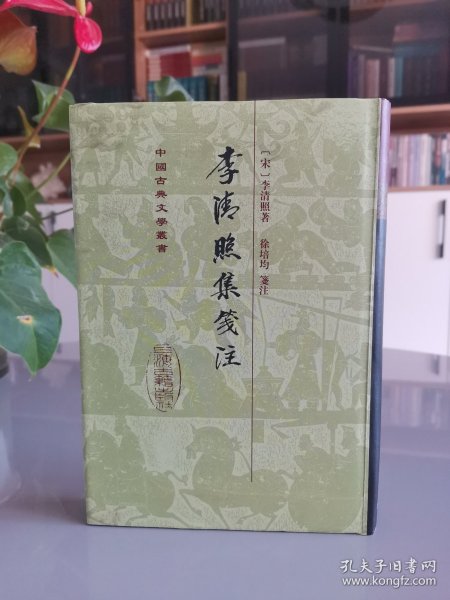 〔宋〕李清照著 徐培均 箋注
李清照集箋注
中國古典文學叢書
上海古籍出版社
孔夫子旧书网
www.kongfz.com